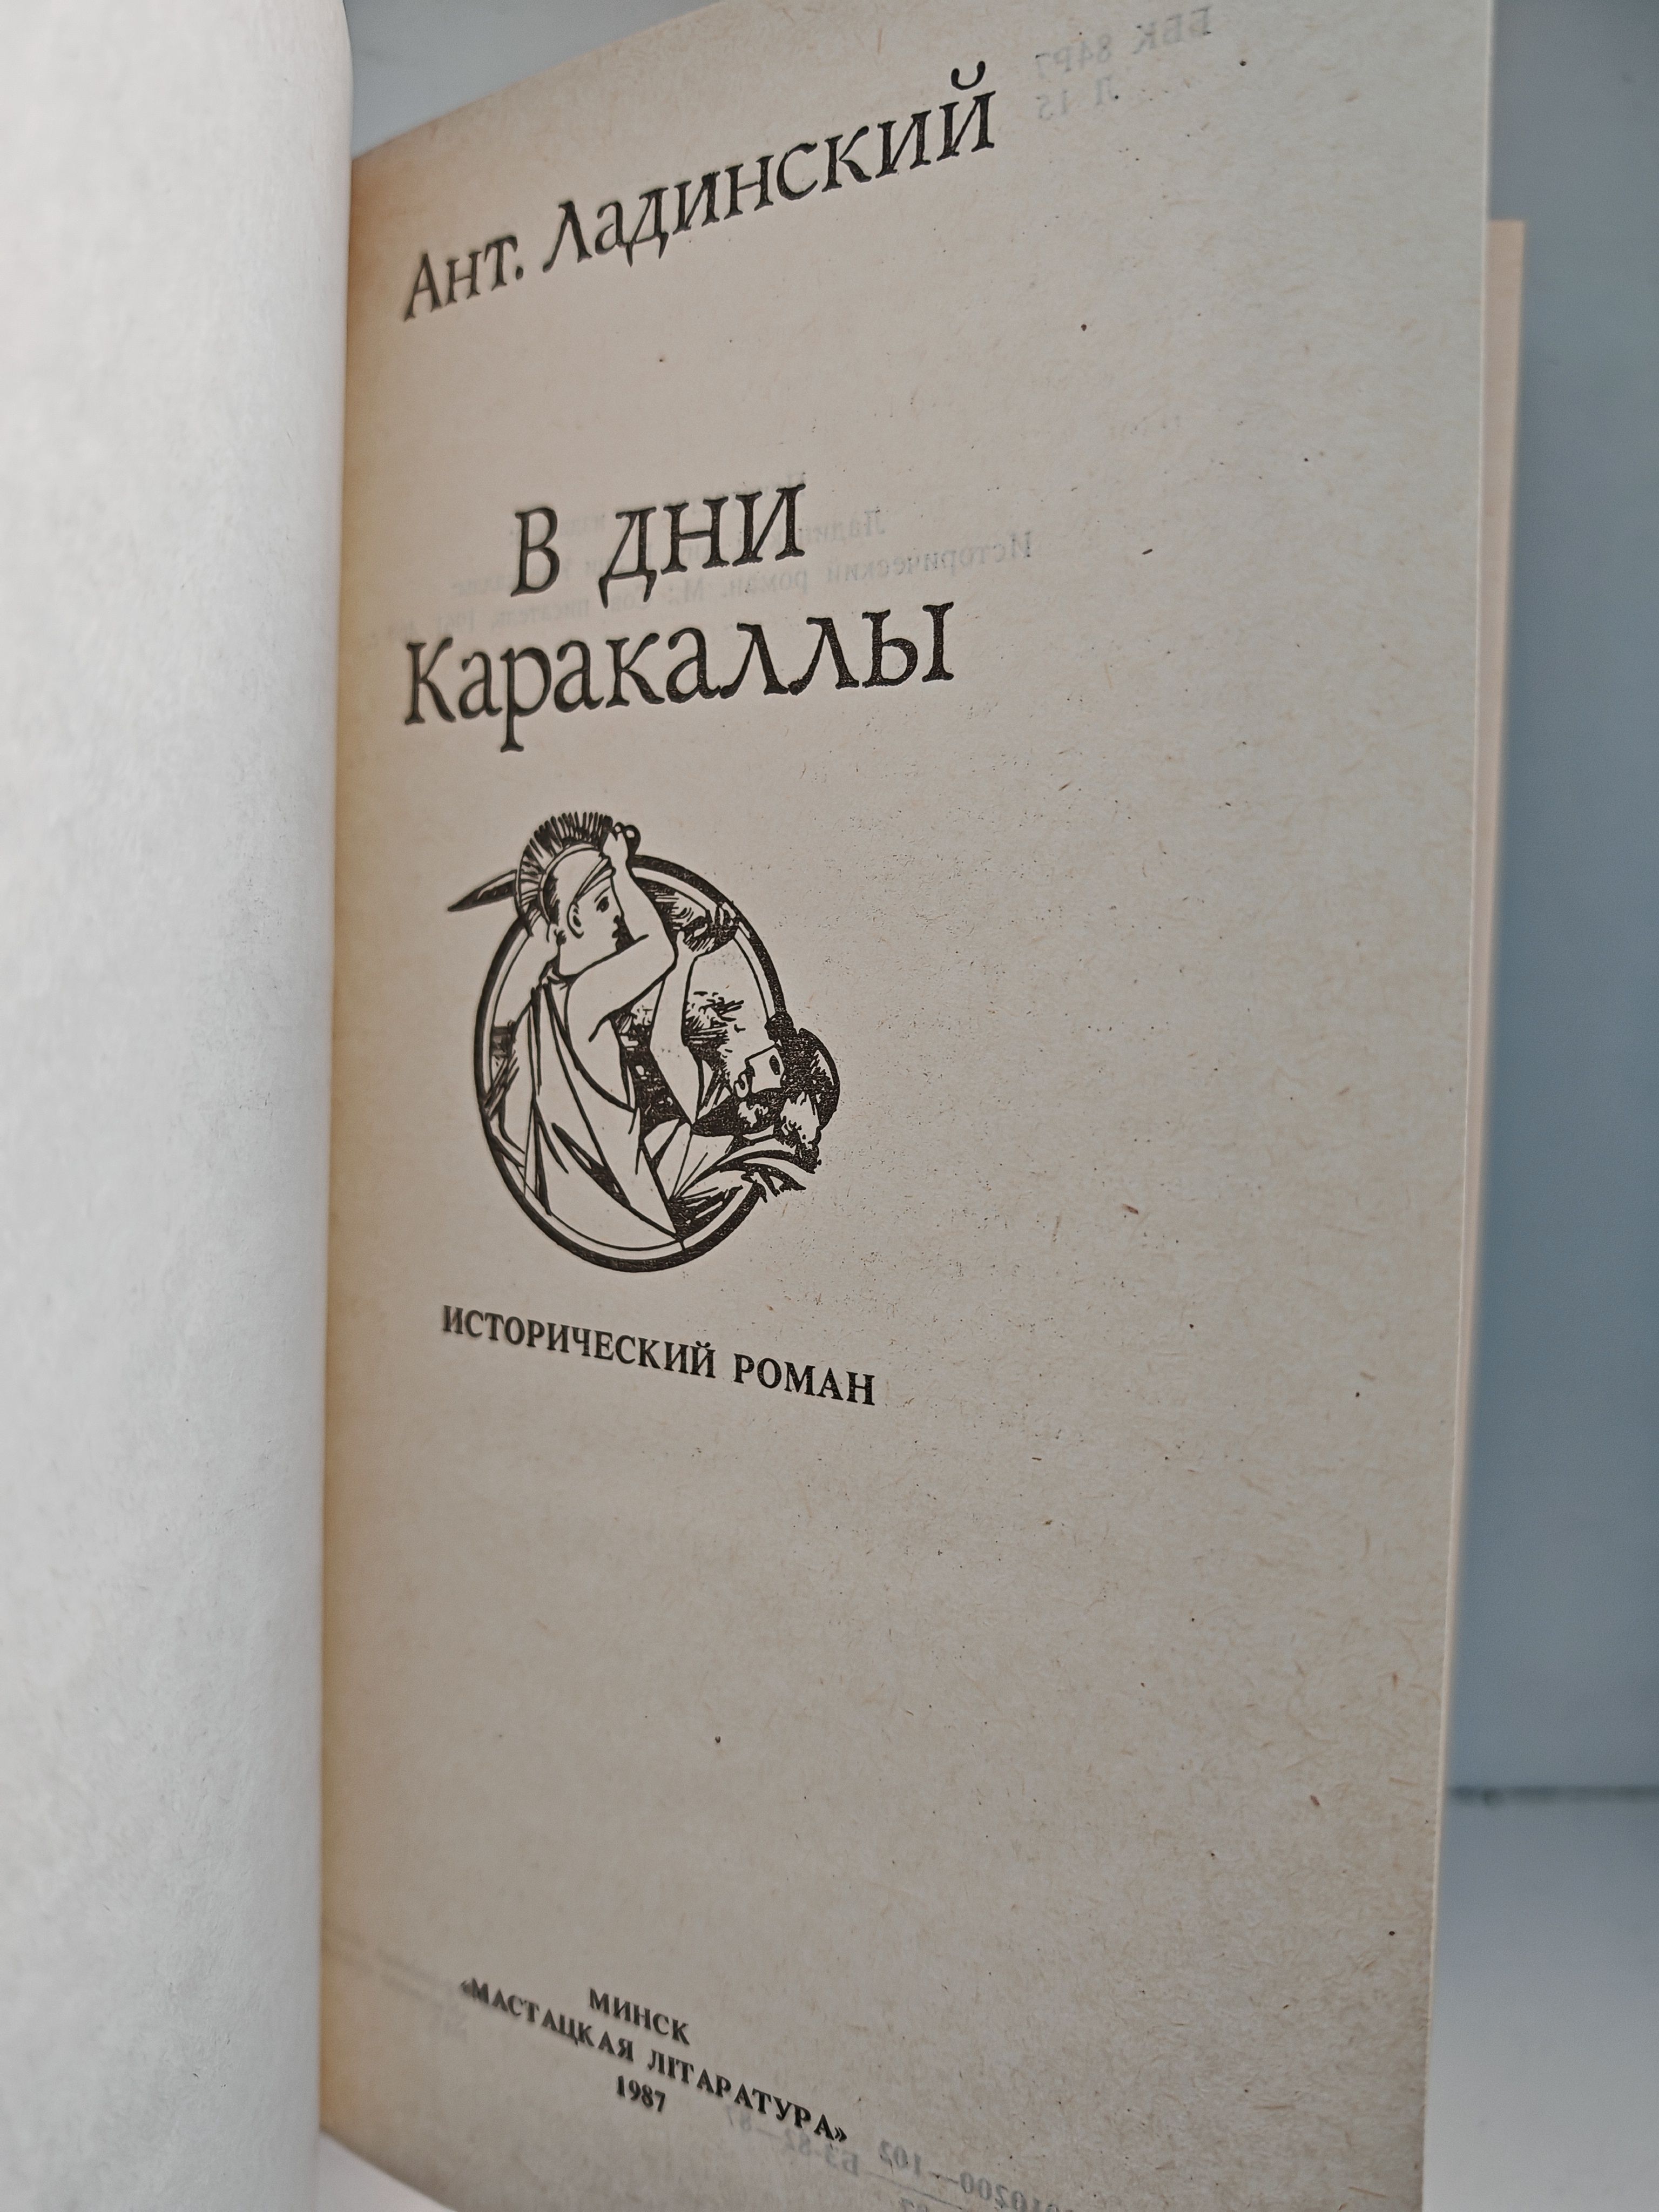 Ант. Ладинский
В дни
Каракаллы
ИСТОРИЧЕСКИЙ РОМАН
МИНСК
«МАСТАЦКАЯ ЛІТАРАТУРА»
1987